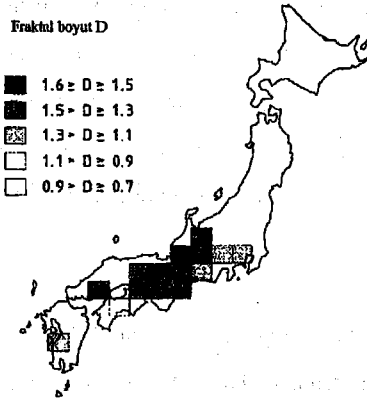 Fraktal boyut D
1.6 ≥ D ≥ 1.5
1.5 > D ≥ 1.3
1.3 > D ≥ 1.1
1.1 > D ≥ 0.9
0.9 > D ≥ 0.7